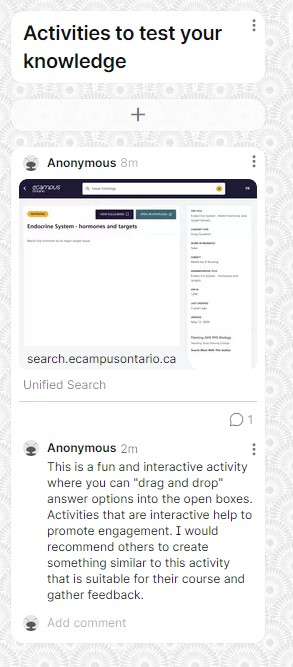 Activities to test your
knowledge
+
Anonymous 8m
ecampus
Ontario
Endocrine System - hormones and targets
search.ecampusontario.ca
Unified Search
1
Anonymous 2m
This is a fun and interactive activity
where you can "drag and drop"
answer options into the open boxes.
Activities that are interactive help to
promote engagement. I would
recommend others to create
something similar to this activity
that is suitable for their course and
gather feedback.
Add comment